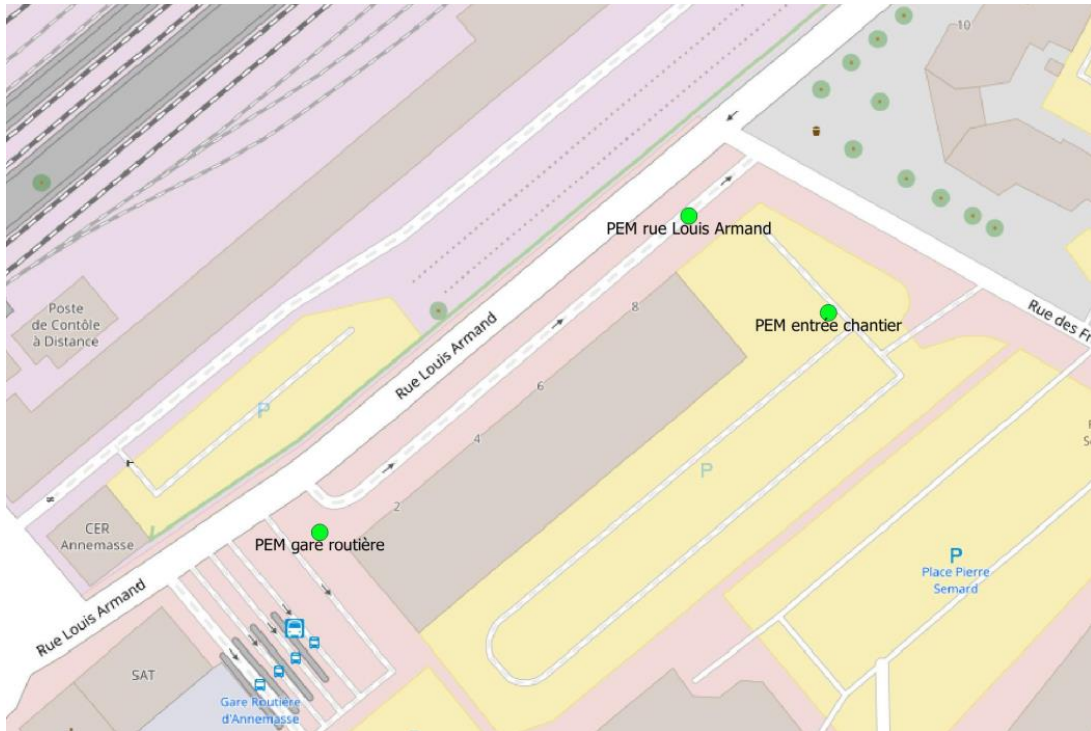 10
PEM rue Louis Armand
Poste
de Contôle
à Distance
8
PEM entrée chantier
Rue des
Rue Louis Armand
6
P
4
P
2
CER
Annemasse
PEM gare routière
P
Place Pierre
Semard
Rue Louis Armand
SAT
Gare Routière
d'Annemasse